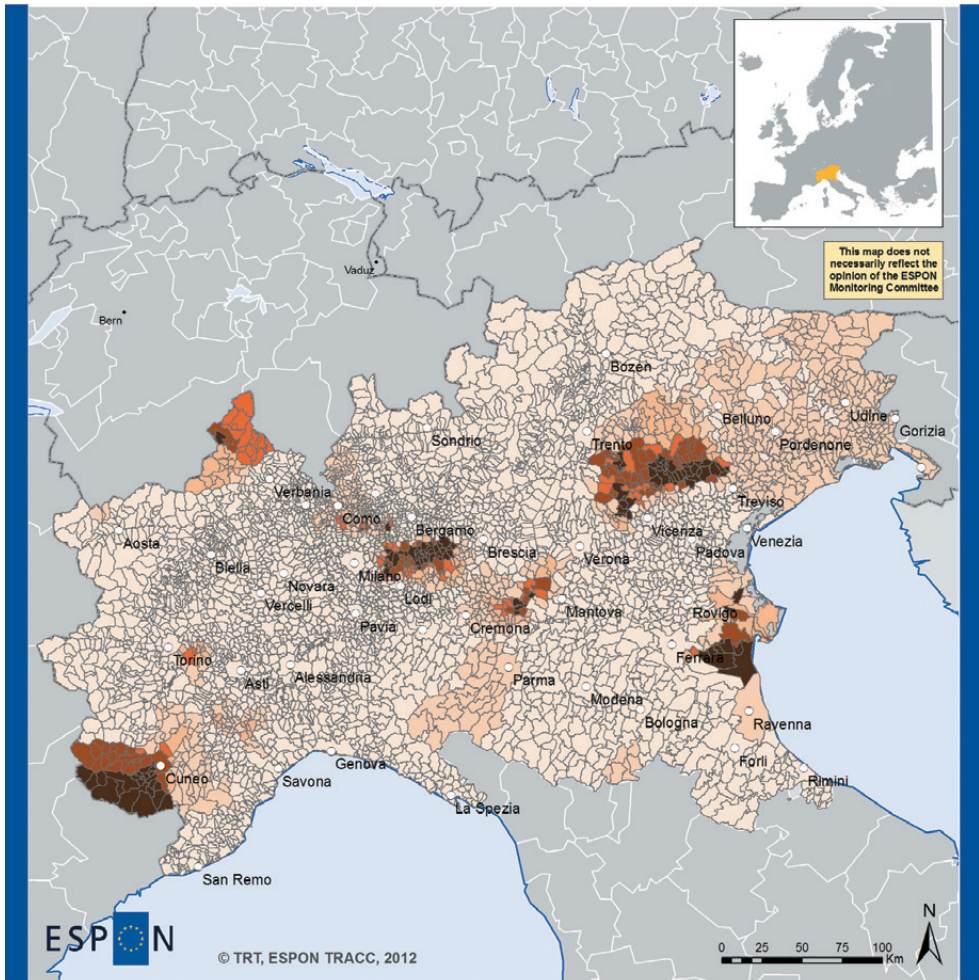 This map does not
necessarily reflect the
opinion of the ESPON
Monitoring Committee
Vaduz
Bern
Bozen
Sondrio
Trento
Belluno
Udine
Gorizia
Pordenone
Verbania
Como
Bergamo
Treviso
Aosta
Biella
Brescia
Vicenza
Venezia
Verona
Padova
Novara
Milano
Vercelli
Lodi
Mantova
Rovigo
Pavia
Cremona
Torino
Ferrara
Asti
Alessandria
Parma
Modena
Bologna
Ravenna
Cuneo
Savona
Genova
Forli
Rimini
La Spezia
San Remo
ESPON
© TRT, ESPON TRACC, 2012
N
0 25 50 75 100
Km